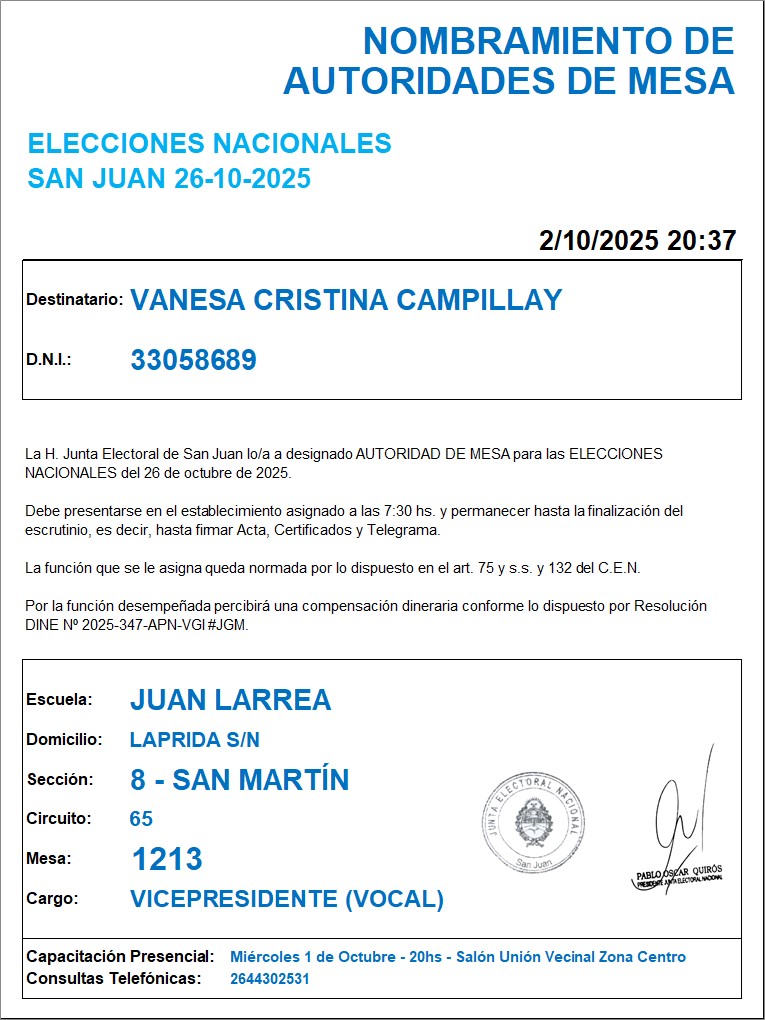 NOMBRAMIENTO DE
AUTORIDADES DE MESA
ELECCIONES NACIONALES
SAN JUAN 26-10-2025
2/10/2025 20:37
Destinatario: VANESA CRISTINA CAMPILLAY
D.N.I.: 33058689
La H. Junta Electoral de San Juan lo/a a designado AUTORIDAD DE MESA para las ELECCIONES
NACIONALES del 26 de octubre de 2025.
Debe presentarse en el establecimiento asignado a las 7:30 hs. y permanecer hasta la finalización del
escrutinio, es decir, hasta firmar Acta, Certificados y Telegrama.
La función que se le asigna queda normada por lo dispuesto en el art. 75 y s.s. y 132 del C.E.N.
Por la función desempeñada percibirá una compensación dineraria conforme lo dispuesto por Resolución
DINE Nº 2025-347-APN-VGI#JGM.
Escuela: JUAN LARREA
Domicilio: LAPRIDA S/N
Sección: 8 - SAN MARTÍN
Circuito: 65
Mesa: 1213
Cargo: VICEPRESIDENTE (VOCAL)
JUNTA ELECTORAL NACIONAL
San Juan
PABLO OSCAR QUIRÓS
PRESIDENTE JUNTA ELECTORAL NACIONAL
Capacitación Presencial: Miércoles 1 de Octubre - 20hs - Salón Unión Vecinal Zona Centro
Consultas Telefónicas: 2644302531